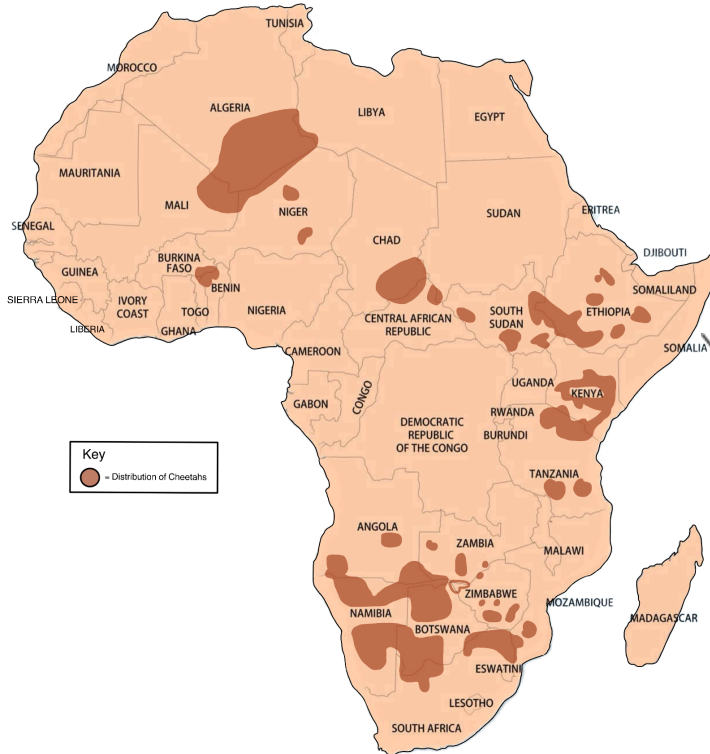 TUNISIA
MOROCCO
ALGERIA
LIBYA
EGYPT
MAURITANIA
MALI
NIGER
SUDAN
ERITREA
SENEGAL
CHAD
DJIBOUTI
BURKINA
FASO
GUINEA
BENIN
SOMALILAND
SIERRA LEONE
IVORY
COAST
TOGO
NIGERIA
CENTRAL AFRICAN
REPUBLIC
SOUTH
SUDAN
ETHIOPIA
LIBERIA
GHANA
SOMALIA
CAMEROON
UGANDA
KENYA
GABON
CONGO
RWANDA
DEMOCRATIC
REPUBLIC
OF THE CONGO
BURUNDI
Key
= Distribution of Cheetahs
TANZANIA
ANGOLA
ZAMBIA
MALAWI
ZIMBABWE
MOZAMBIQUE
NAMIBIA
MADAGASCAR
BOTSWANA
ESWATINI
LESOTHO
SOUTH AFRICA